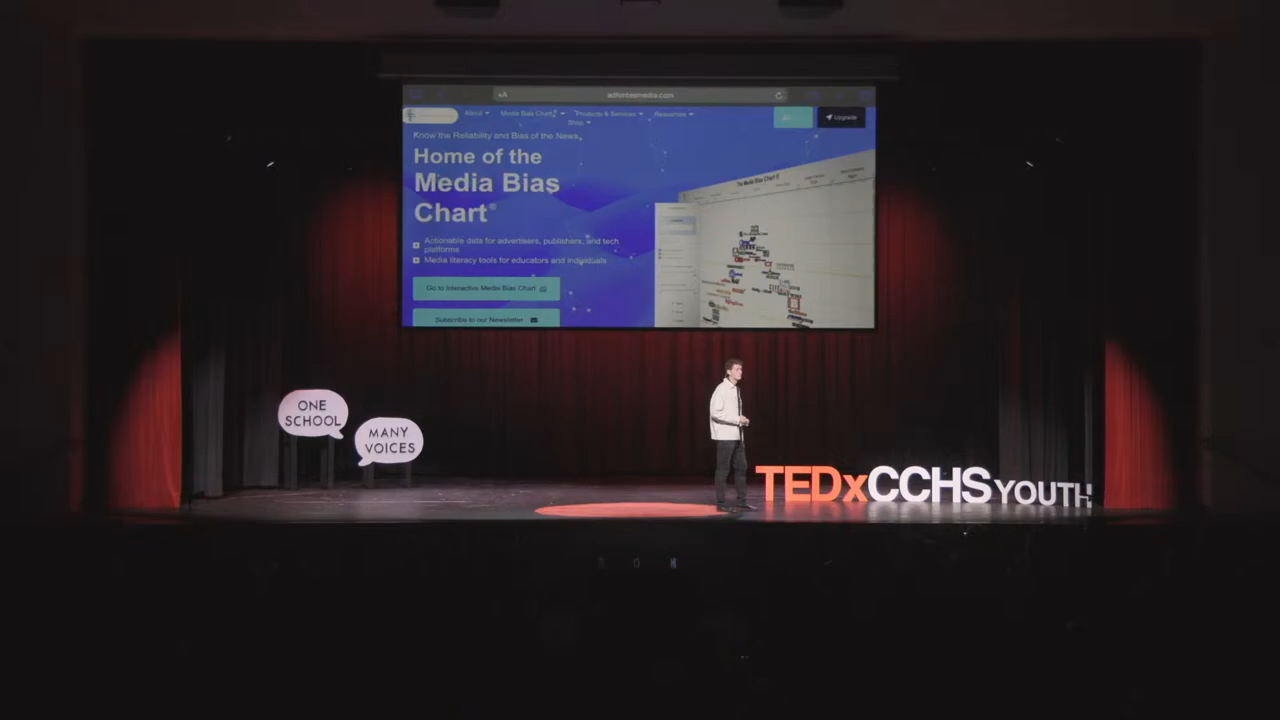 AA adfontesmedia.com
About Media Bias Chart Products & Services Resources
Shop
Upgrade
Know the Reliability and Bias of the News.
Home of the
Media Bias
Chart®
Actionable data for advertisers, publishers, and tech
platforms
Media literacy tools for educators and individuals
Go to Interactive Media Bias Chart
Subscribe to our Newsletter
The Media Bias Chart
ONE
SCHOOL
MANY
VOICES
TEDxCCHSYOUTH